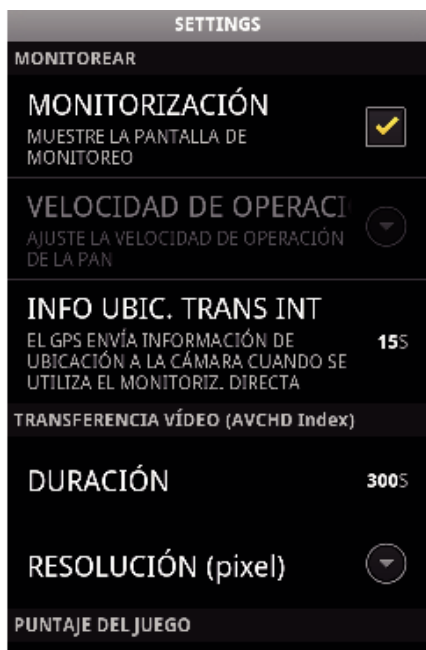 SETTINGS
MONITOREAR
MONITORIZACIÓN
MUESTRE LA PANTALLA DE
MONITOREO
VELOCIDAD DE OPERACI
AJUSTE LA VELOCIDAD DE OPERACIÓN
DE LA PAN
INFO UBIC. TRANS INT
EL GPS ENVÍA INFORMACIÓN DE
UBICACIÓN A LA CÁMARA CUANDO SE
UTILIZA EL MONITORIZ. DIRECTA
15S
TRANSFERENCIA VÍDEO (AVCHD Index)
DURACIÓN
300S
RESOLUCIÓN (pixel)
PUNTAJE DEL JUEGO